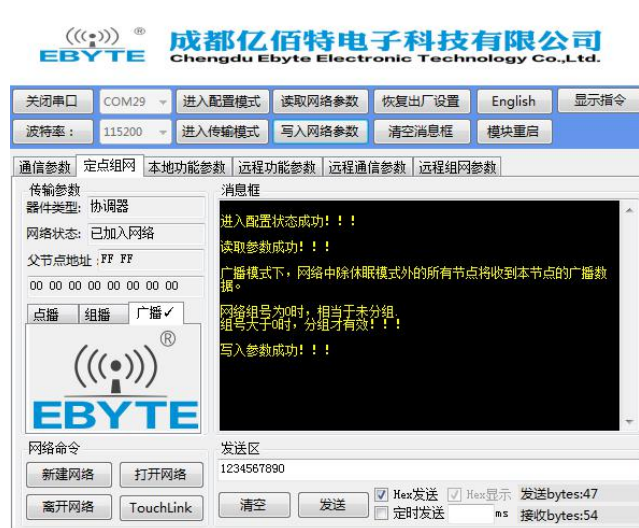 ((•)) ®
EBYTE
成都亿佰特电子科技有限公司
Chengdu Ebyte Electronic Technology Co.,Ltd.
关闭串口 COM29 进入配置模式 读取网络参数 恢复出厂设置 English 显示指令
波特率： 115200 进入传输模式 写入网络参数 清空消息框 模块重启
通信参数 定点组网 本地功能参数 远程功能参数 远程通信参数 远程组网参数
传输参数
器件类型: 协调器
网络状态: 已加入网络
父节点地址: FF FF
00 00 00 00 00 00 00 00
点播 组播 广播✓
®
EBYTE
网络命令
新建网络 打开网络
离开网络 TouchLink
消息框
进入配置状态成功！！！
读取参数成功！！！
广播模式下，网络中除休眠模式外的所有节点将收到本节点的广播数
据。
网络组号为0时，相当于未分组.
组号大于0时，分组才有效！！！
写入参数成功！！！
发送区
1234567890
清空 发送
Hex发送 Hex显示 发送bytes:47
定时发送 ms 接收bytes:54